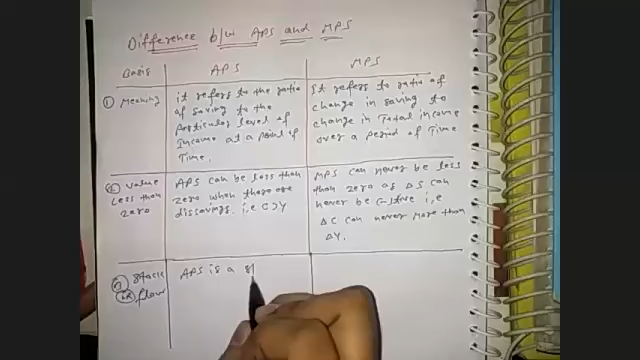 Difference b/w APS and MPS
Basis APS MPS
① Meaning
it refers to the ratio
of saving to the
particular level of
Income at a point of
Time.
It refers to ratio of
change in saving to
change in Total income
over a period of Time.
② Value
less than
zero
APS can be less than
zero when there are
dissavings. i.e C>Y
MPS can never be less
than zero as ΔS can
never be (-)tive i.e
ΔC can never more than
ΔY.
③ Stock
or flow
APS is a st